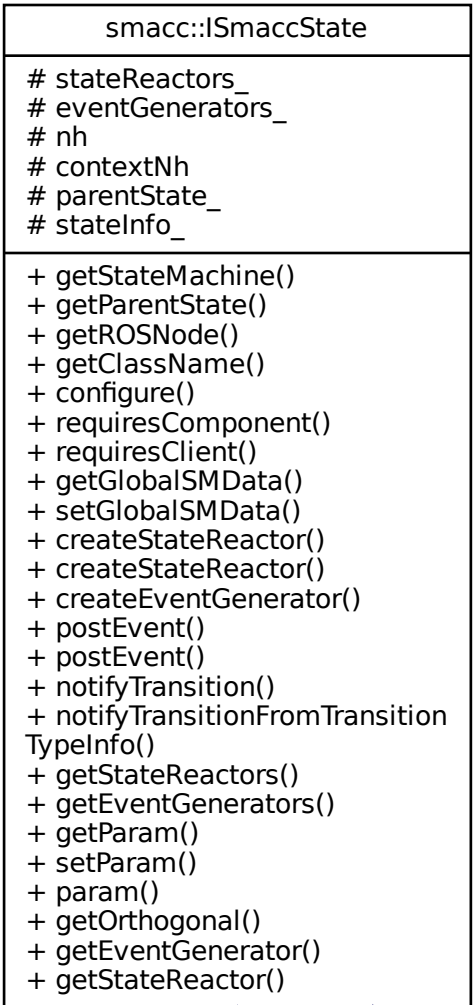 smacc::ISmaccState
# stateReactors_
# eventGenerators_
# nh
# contextNh
# parentState_
# stateInfo_
+ getStateMachine()
+ getParentState()
+ getROSNode()
+ getClassName()
+ configure()
+ requiresComponent()
+ requiresClient()
+ getGlobalSMData()
+ setGlobalSMData()
+ createStateReactor()
+ createStateReactor()
+ createEventGenerator()
+ postEvent()
+ postEvent()
+ notifyTransition()
+ notifyTransitionFromTransition
TypeInfo()
+ getStateReactors()
+ getEventGenerators()
+ getParam()
+ setParam()
+ param()
+ getOrthogonal()
+ getEventGenerator()
+ getStateReactor()